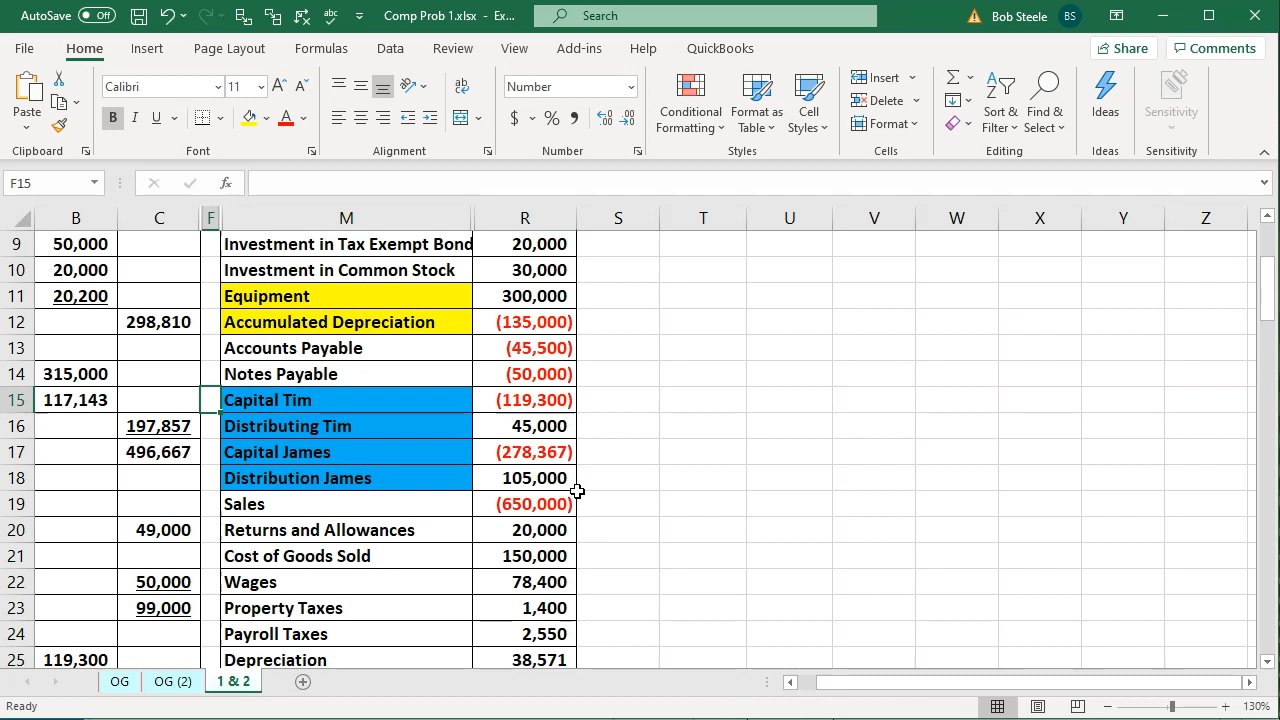 AutoSave Off Comp Prob 1.xlsx - Ex... Search Bob Steele BS
File Home Insert Page Layout Formulas Data Review View Add-ins Help QuickBooks Share Comments
Paste
Clipboard
Calibri 11
B I U
Font
Alignment
Number
$ % ,
Number
Conditional Formatting
Format as Table
Cell Styles
Styles
Insert
Delete
Format
Cells
Sort & Filter
Find & Select
Editing
Ideas
Ideas
Sensitivity
Sensitivity
F15 fx
B C F M R S T U V W X Y Z
9 50,000 Investment in Tax Exempt Bond 20,000
10 20,000 Investment in Common Stock 30,000
11 20,200 Equipment 300,000
12 298,810 Accumulated Depreciation (135,000)
13 Accounts Payable (45,500)
14 315,000 Notes Payable (50,000)
15 117,143 Capital Tim (119,300)
16 197,857 Distributing Tim 45,000
17 496,667 Capital James (278,367)
18 Distribution James 105,000
19 Sales (650,000)
20 49,000 Returns and Allowances 20,000
21 Cost of Goods Sold 150,000
22 50,000 Wages 78,400
23 99,000 Property Taxes 1,400
24 Payroll Taxes 2,550
25 119,300 Depreciation 38,571
OG OG (2) 1 & 2
Ready 130%